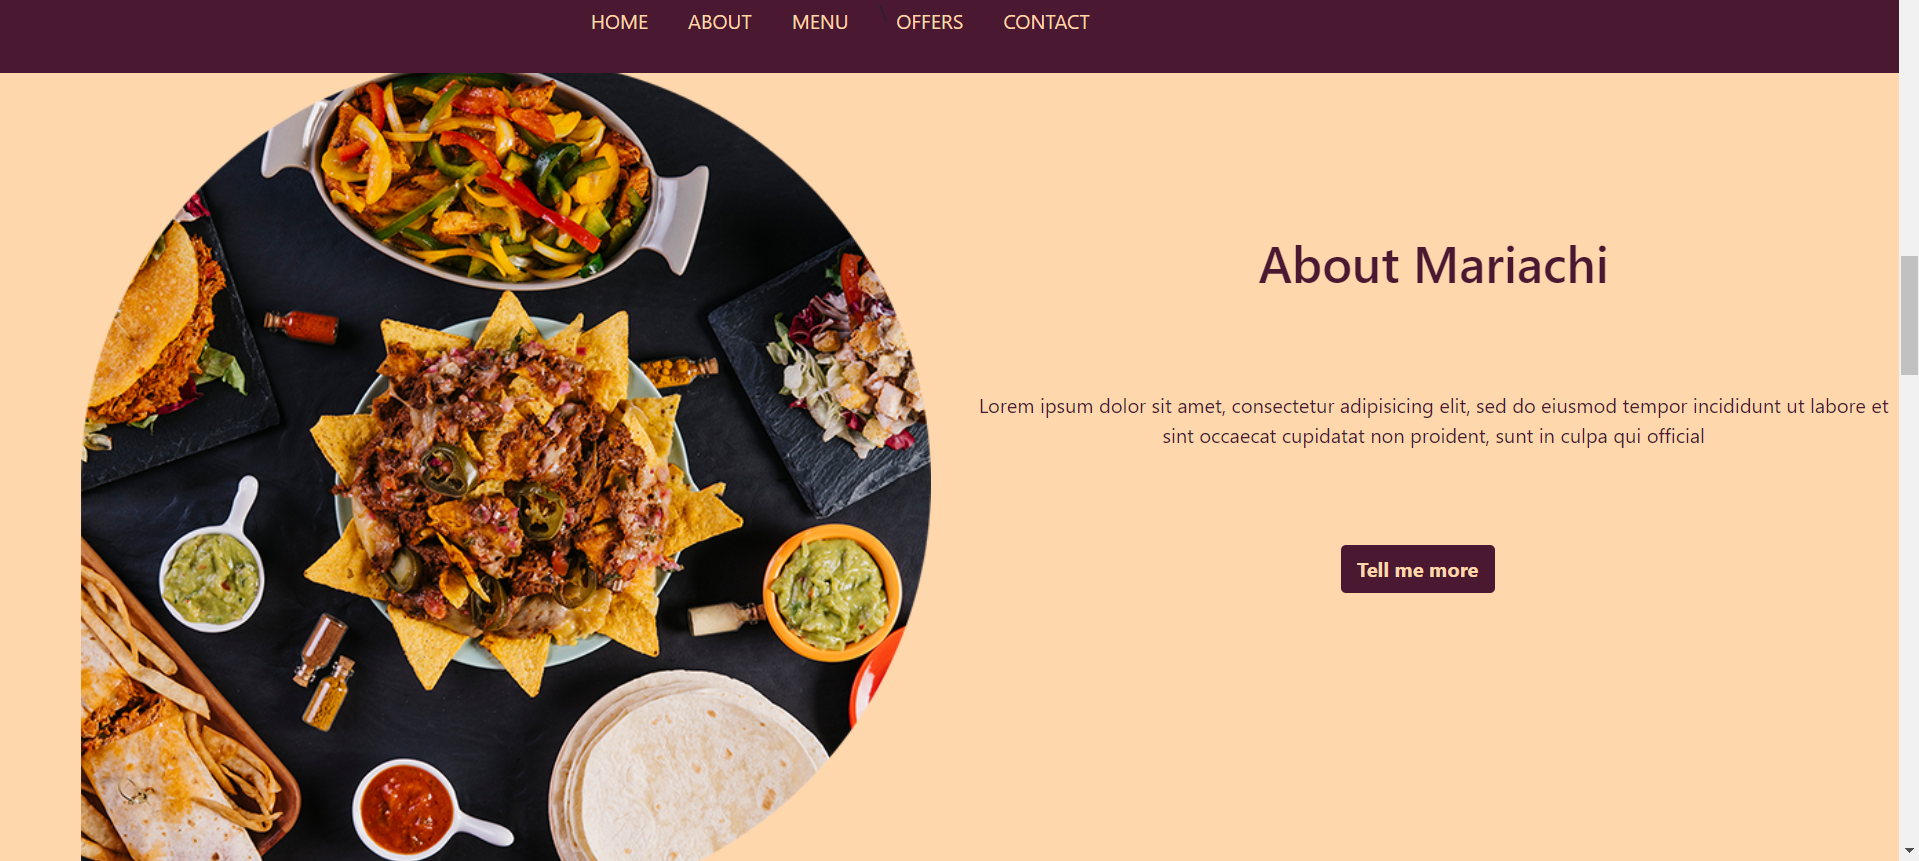 HOME ABOUT MENU OFFERS CONTACT
About Mariachi
Lorem ipsum dolor sit amet, consectetur adipisicing elit, sed do eiusmod tempor incididunt ut labore et
sint occaecat cupidatat non proident, sunt in culpa qui official
Tell me more